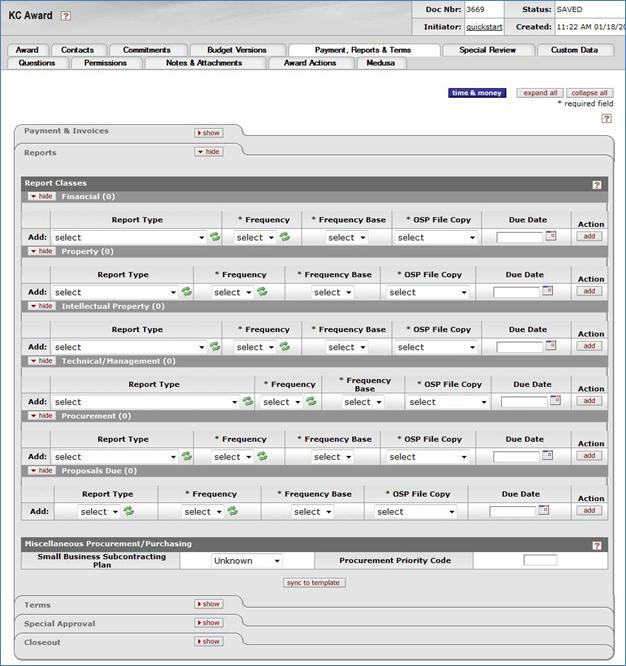 KC Award
Doc Nbr: 3669 Status: SAVED
Initiator: quickstart Created: 11:22 AM 01/18/20
Award Contacts Commitments Budget Versions Payment, Reports & Terms Special Review Custom Data
Questions Permissions Notes & Attachments Award Actions Medusa
time & money expand all collapse all
* required field
?
Payment & Invoices show
Reports hide
Report Classes ?
hide Financial (0)
Report Type * Frequency * Frequency Base * OSP File Copy Due Date Action
Add: select select select select add
hide Property (0)
Report Type * Frequency * Frequency Base * OSP File Copy Due Date Action
Add: select select select select add
hide Intellectual Property (0)
Report Type * Frequency * Frequency Base * OSP File Copy Due Date Action
Add: select select select select add
hide Technical/Management (0)
Report Type * Frequency * Frequency Base * OSP File Copy Due Date Action
Add: select select select select add
hide Procurement (0)
Report Type * Frequency * Frequency Base * OSP File Copy Due Date Action
Add: select select select select add
hide Proposals Due (0)
Report Type * Frequency * Frequency Base * OSP File Copy Due Date Action
Add: select select select select add
Miscellaneous Procurement/Purchasing ?
Small Business Subcontracting Plan Unknown Procurement Priority Code
sync to template
Terms show
Special Approval show
Closeout show